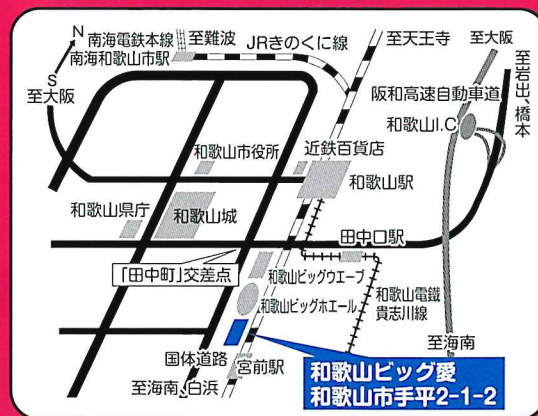 N
S
南海電鉄本線
至難波
JRきのくに線
至天王寺
至大阪
南海和歌山市駅
至大阪
阪和高速自動車道
和歌山I.C
至岩出、橋本
和歌山市役所
近鉄百貨店
和歌山駅
和歌山県庁
和歌山城
田中口駅
「田中町」交差点
和歌山ビッグウエーブ
和歌山ビッグホエール
和歌山電鐵
貴志川線
国体道路
宮前駅
至海南、白浜
至海南
和歌山ビッグ愛
和歌山市手平2-1-2